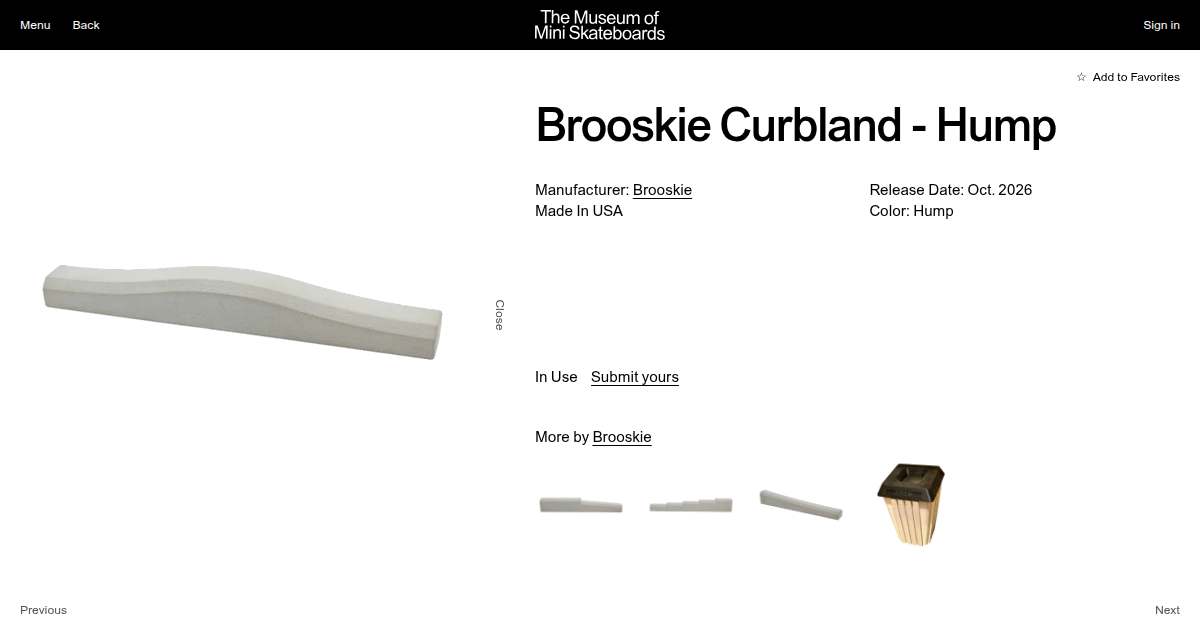 Menu
Back
The Museum of
Mini Skateboards
Sign in
☆ Add to Favorites
Brooskie Curbland - Hump
Manufacturer: Brooskie
Made In USA
Release Date: Oct. 2026
Color: Hump
Close
In Use
Submit yours
More by Brooskie
Previous
Next